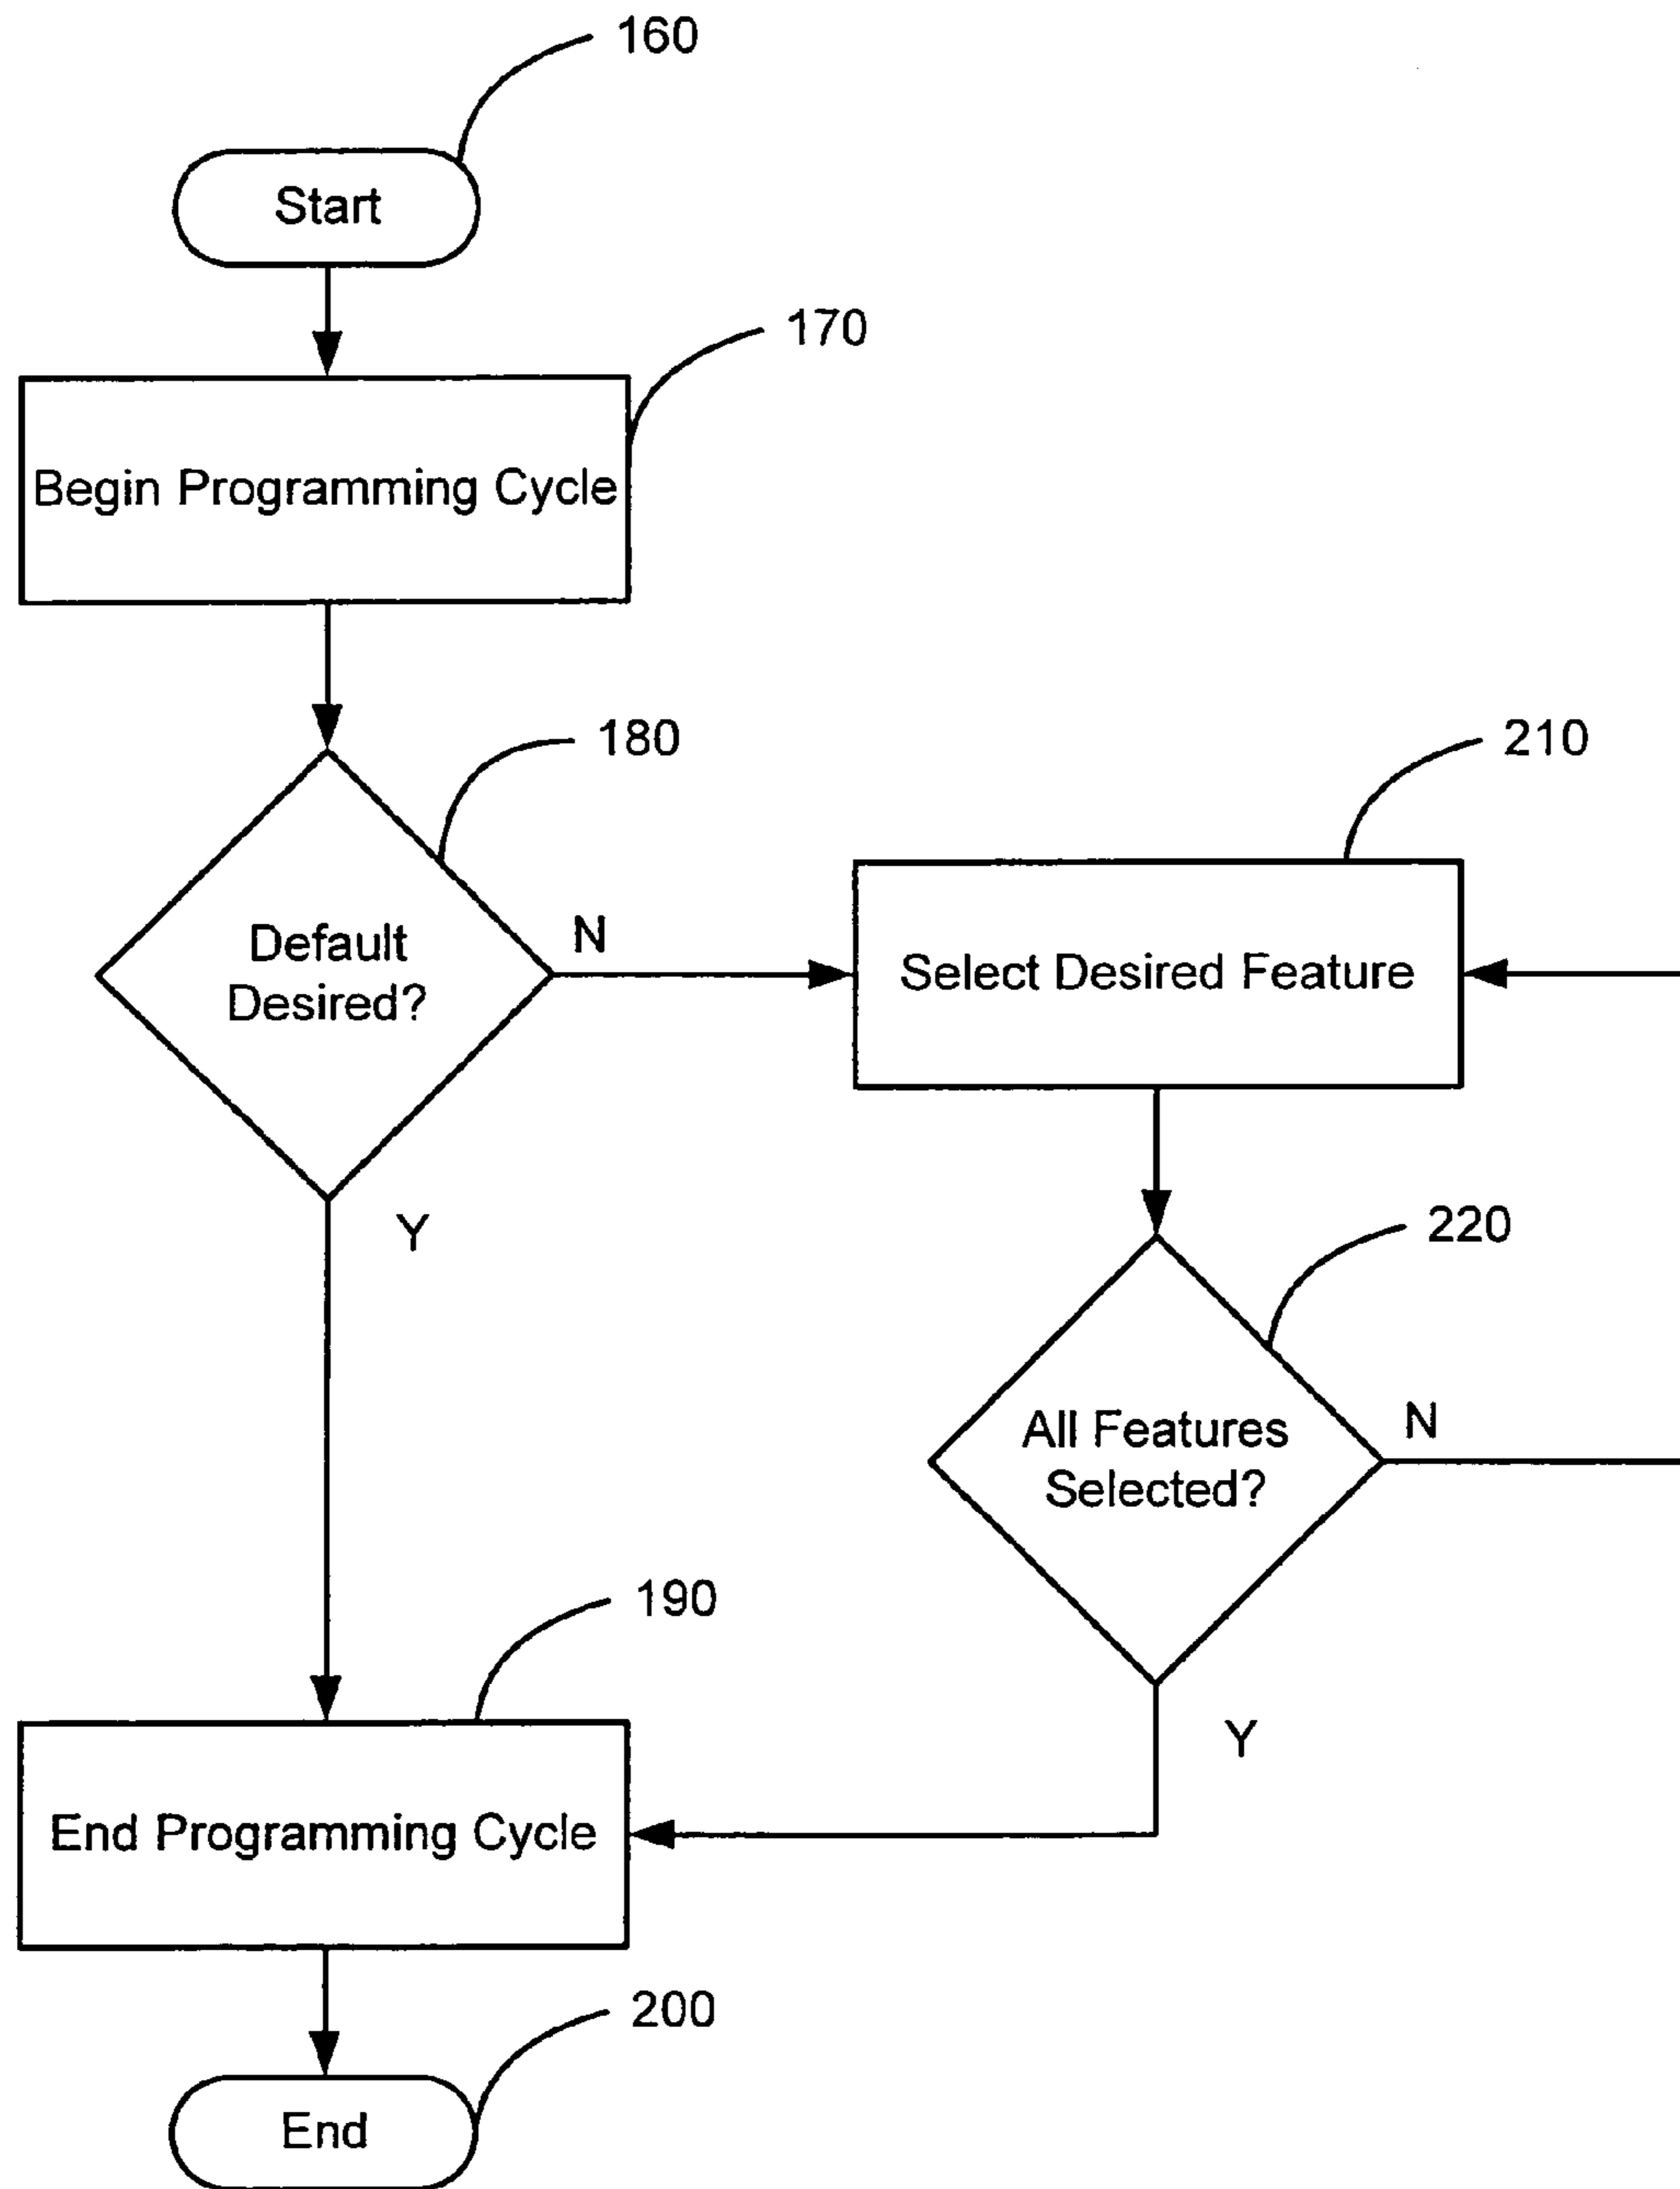 160
Start
170
Begin Programming Cycle
180
210
Default
Desired?
N
Select Desired Feature
Y
220
All Features
Selected?
N
190
Y
End Programming Cycle
200
End